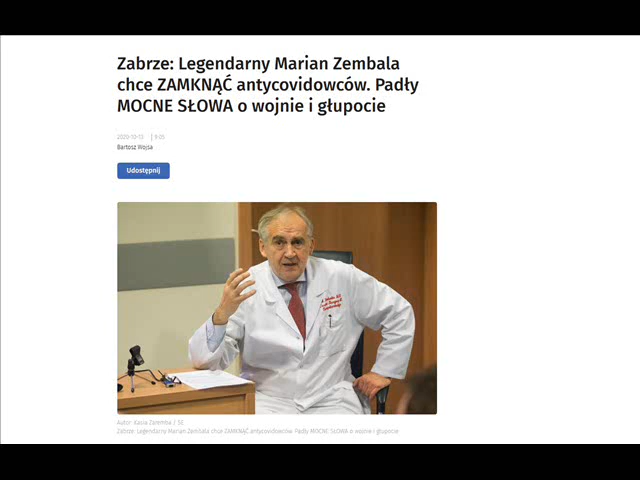 Zabrze: Legendarny Marian Zembala
chce ZAMKNĄĆ antycovidowców. Padły
MOCNE SŁOWA o wojnie i głupocie
2020-10-13 | 9:05
Bartosz Wojsa
Udostępnij
Autor: Kasia Zaremba / SE
Zabrze: Legendarny Marian Zembala chce ZAMKNĄĆ antycovidowców. Padły MOCNE SŁOWA o wojnie i głupocie